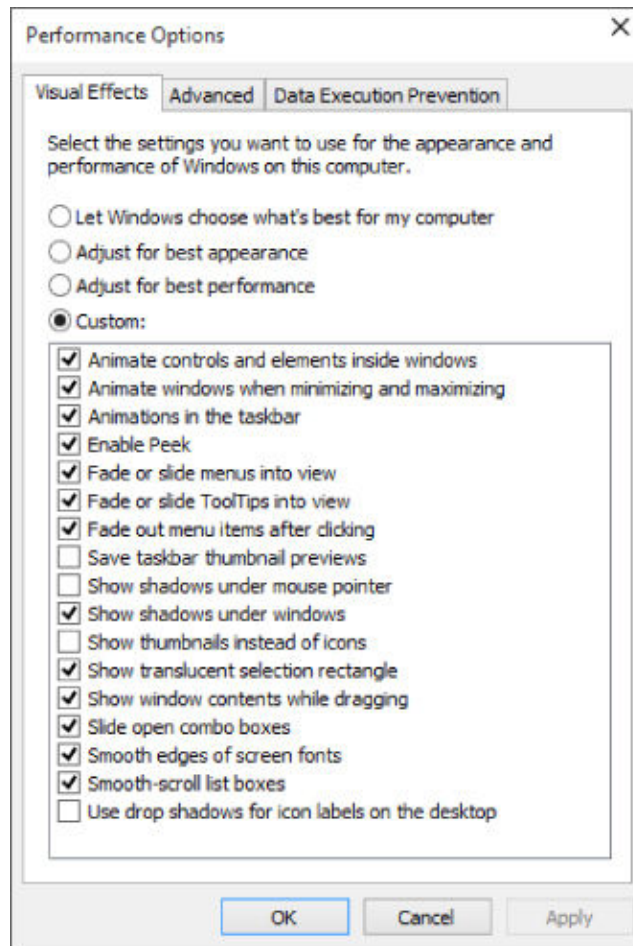 Performance Options
Visual Effects Advanced Data Execution Prevention
Select the settings you want to use for the appearance and
performance of Windows on this computer.
Let Windows choose what's best for my computer
Adjust for best appearance
Adjust for best performance
Custom:
Animate controls and elements inside windows
Animate windows when minimizing and maximizing
Animations in the taskbar
Enable Peek
Fade or slide menus into view
Fade or slide ToolTips into view
Fade out menu items after clicking
Save taskbar thumbnail previews
Show shadows under mouse pointer
Show shadows under windows
Show thumbnails instead of icons
Show translucent selection rectangle
Show window contents while dragging
Slide open combo boxes
Smooth edges of screen fonts
Smooth-scroll list boxes
Use drop shadows for icon labels on the desktop
OK Cancel Apply